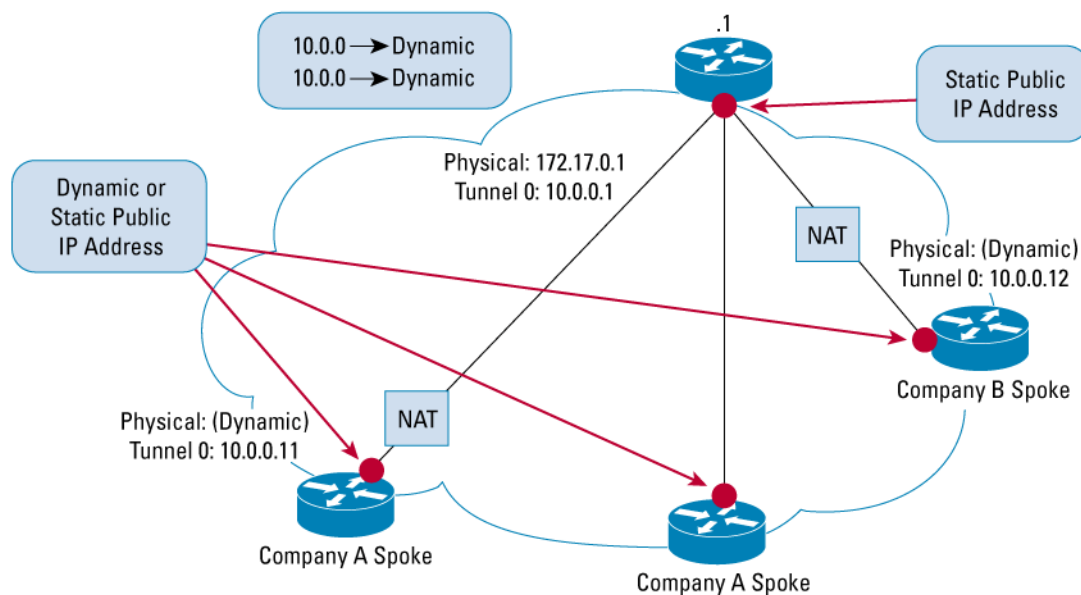 10.0.0 → Dynamic
10.0.0 → Dynamic
.1
Static Public
IP Address
Physical: 172.17.0.1
Tunnel 0: 10.0.0.1
Dynamic or
Static Public
IP Address
NAT
Physical: (Dynamic)
Tunnel 0: 10.0.0.12
Company B Spoke
NAT
Physical: (Dynamic)
Tunnel 0: 10.0.0.11
Company A Spoke
Company A Spoke